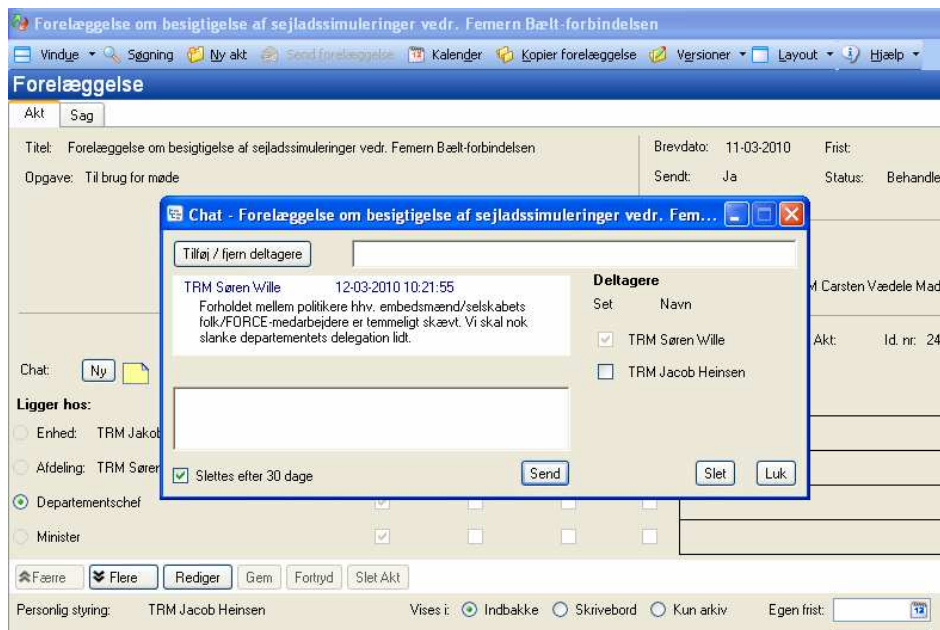 Forelæggelse om besigtigelse af sejladssimuleringer vedr. Femern Bælt-forbindelsen
Vindue Søgning Ny akt Send forelæggelse Kalender Kopier forelæggelse Versioner Layout Hjælp
Forelæggelse
Akt Sag
Titel: Forelæggelse om besigtigelse af sejladssimuleringer vedr. Femern Bælt-forbindelsen Brevdato: 11-03-2010 Frist:
Opgave: Til brug for møde Sendt: Ja Status: Behandle
Chat - Forelæggelse om besigtigelse af sejladssimuleringer vedr. Fem...
Tilføj / fjern deltagere
TRM Søren Wille 12-03-2010 10:21:55
Forholdet mellem politikere hhv. embedsmænd/selskabets
folk/FORCE-medarbejdere er temmeligt skævt. Vi skal nok
slanke departementets delegation lidt.
Deltagere
Set Navn
TRM Søren Wille
TRM Jacob Heinsen
Slettes efter 30 dage Send Slet Luk
M Carsten Vædele Mad
Akt: Id. nr: 24
Chat: Ny
Ligger hos:
Enhed: TRM Jakob
Afdeling: TRM Søren
Departementschef
Minister
Færre Flere Rediger Gem Fortryd Slet Akt
Personlig styring: TRM Jacob Heinsen Vises i: Indbakke Skrivebord Kun arkiv Egen frist: 12